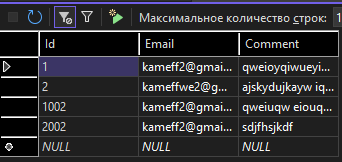 Максимальное количество строк: 1
Id Email Comment
1 kameff2@gmai... qweioyqiwueyi...
2 kameffwe2@g... ajskydujkayw iq...
1002 kameff2@gmai... qweiuqw eiouq...
2002 kameff2@gmai... sdjfhsjkdf
NULL NULL NULL